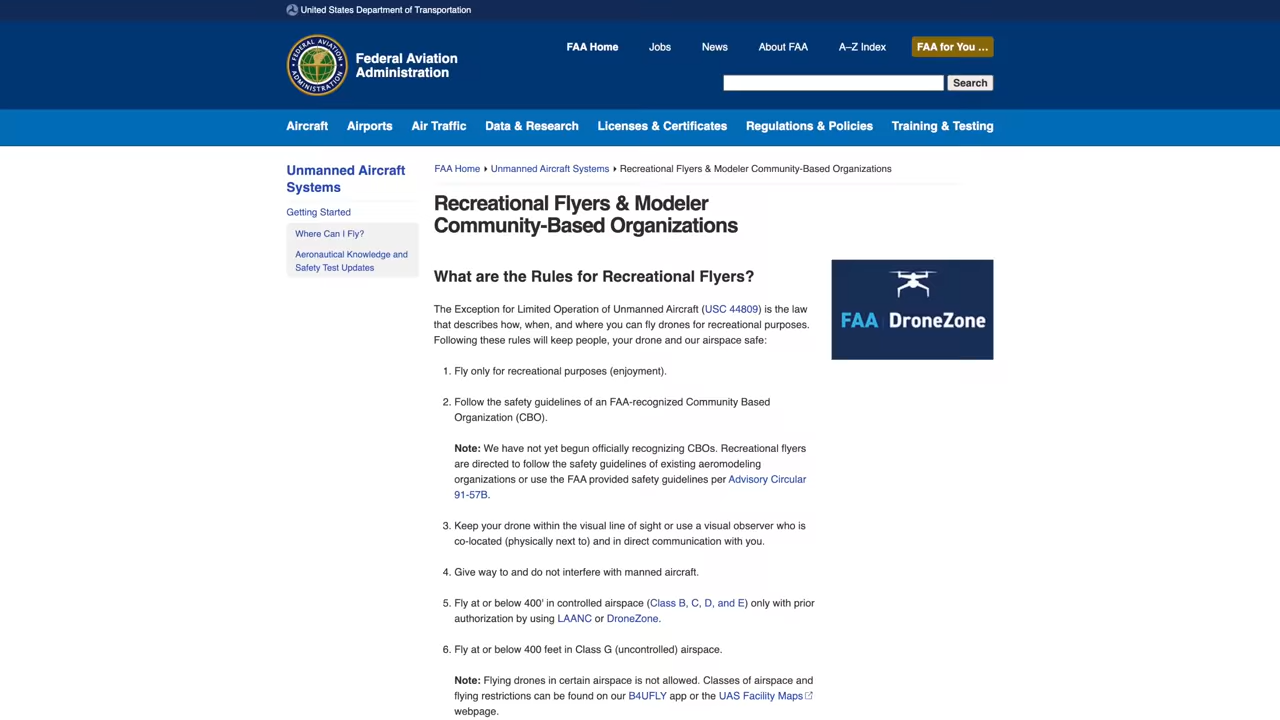 United States Department of Transportation
FEDERAL AVIATION ADMINISTRATION
Federal Aviation
Administration
FAA Home Jobs News About FAA A–Z Index FAA for You ...
Search
Aircraft Airports Air Traffic Data & Research Licenses & Certificates Regulations & Policies Training & Testing
Unmanned Aircraft
Systems
Getting Started
Where Can I Fly?
Aeronautical Knowledge and
Safety Test Updates
FAA Home ▸ Unmanned Aircraft Systems ▸ Recreational Flyers & Modeler Community-Based Organizations
Recreational Flyers & Modeler
Community-Based Organizations
What are the Rules for Recreational Flyers?
The Exception for Limited Operation of Unmanned Aircraft (USC 44809) is the law
that describes how, when, and where you can fly drones for recreational purposes.
Following these rules will keep people, your drone and our airspace safe:
1. Fly only for recreational purposes (enjoyment).
2. Follow the safety guidelines of an FAA-recognized Community Based
Organization (CBO).
Note: We have not yet begun officially recognizing CBOs. Recreational flyers
are directed to follow the safety guidelines of existing aeromodeling
organizations or use the FAA provided safety guidelines per Advisory Circular
91-57B.
3. Keep your drone within the visual line of sight or use a visual observer who is
co-located (physically next to) and in direct communication with you.
4. Give way to and do not interfere with manned aircraft.
5. Fly at or below 400' in controlled airspace (Class B, C, D, and E) only with prior
authorization by using LAANC or DroneZone.
6. Fly at or below 400 feet in Class G (uncontrolled) airspace.
Note: Flying drones in certain airspace is not allowed. Classes of airspace and
flying restrictions can be found on our B4UFLY app or the UAS Facility Maps
webpage.
FAA DroneZone